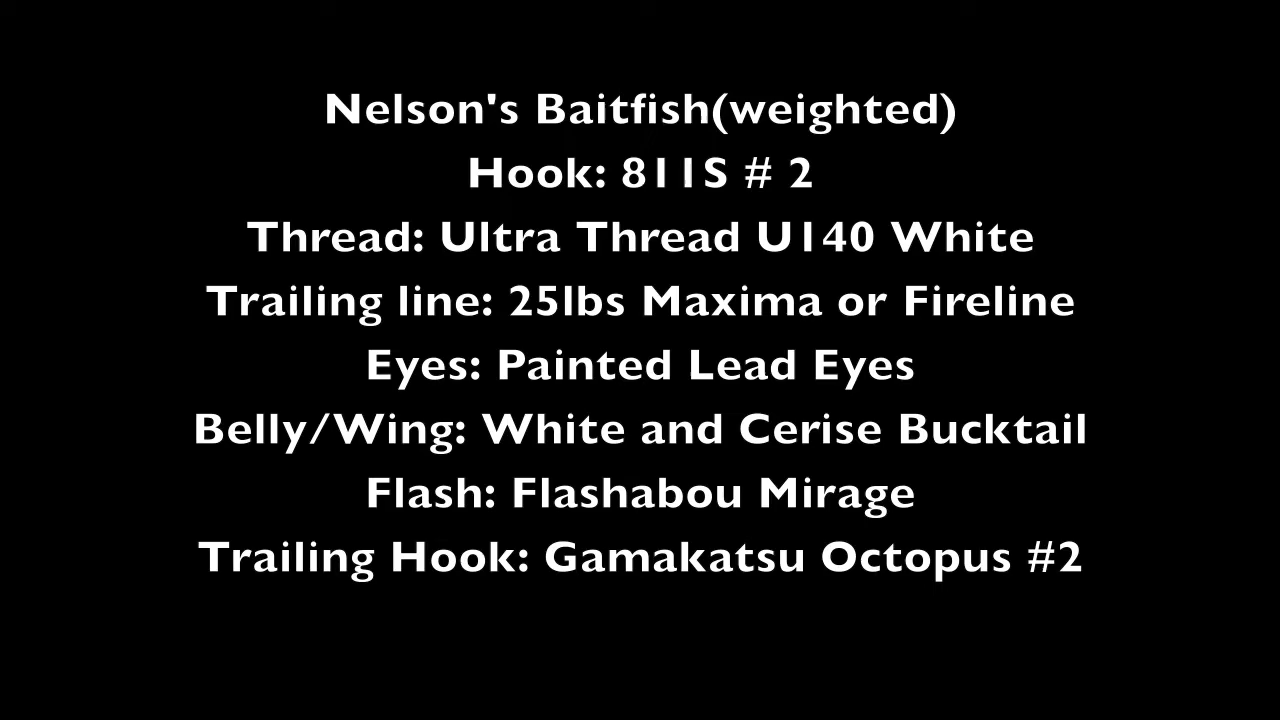 Nelson's Baitfish(weighted)
Hook: 811S # 2
Thread: Ultra Thread U140 White
Trailing line: 25lbs Maxima or Fireline
Eyes: Painted Lead Eyes
Belly/Wing: White and Cerise Bucktail
Flash: Flashabou Mirage
Trailing Hook: Gamakatsu Octopus #2